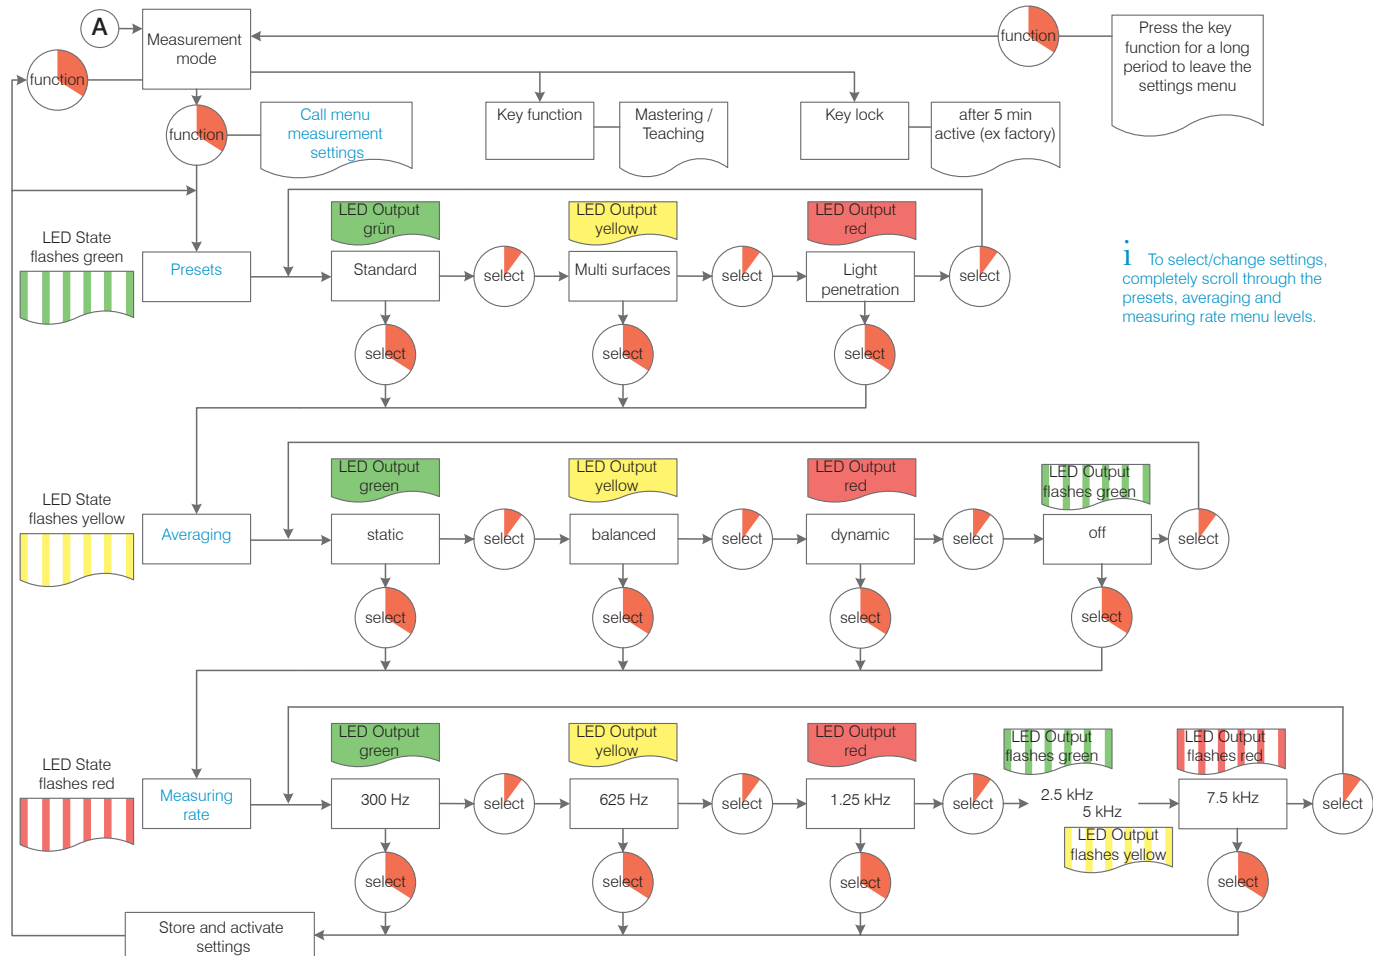 A
Measurement
mode
function
Press the key
function for a long
period to leave the
settings menu
function
function
Call menu
measurement
settings
Key function
Mastering /
Teaching
Key lock
after 5 min
active (ex factory)
LED State
flashes green
Presets
LED Output
grün
Standard
select
LED Output
yellow
Multi surfaces
select
LED Output
red
Light
penetration
select
select
select
select
i To select/change settings,
completely scroll through the
presets, averaging and
measuring rate menu levels.
LED State
flashes yellow
Averaging
LED Output
green
static
select
LED Output
yellow
balanced
select
LED Output
red
dynamic
select
LED Output
flashes green
off
select
select
select
select
select
LED State
flashes red
Measuring
rate
LED Output
green
300 Hz
select
LED Output
yellow
625 Hz
select
LED Output
red
1.25 kHz
select
LED Output
flashes green
2.5 kHz
5 kHz
LED Output
flashes yellow
LED Output
flashes red
7.5 kHz
select
select
select
select
select
Store and activate
settings